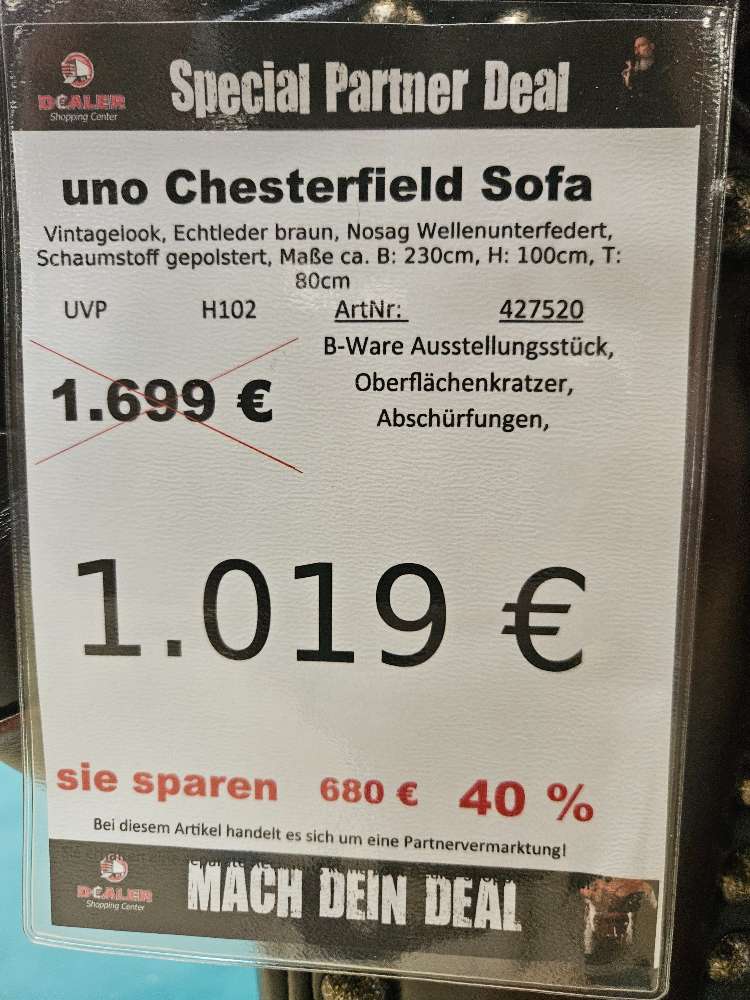 DEALER
Shopping Center
Special Partner Deal
uno Chesterfield Sofa
Vintagelook, Echtleder braun, Nosag Wellenunterfedert,
Schaumstoff gepolstert, Maße ca. B: 230cm, H: 100cm, T:
80cm
UVP H102 ArtNr: 427520
B-Ware Ausstellungsstück,
Oberflächenkratzer,
Abschürfungen,
1.699 €
1.019 €
sie sparen 680 € 40 %
Bei diesem Artikel handelt es sich um eine Partnervermarktung!
DEALER
Shopping Center
MACH DEIN DEAL